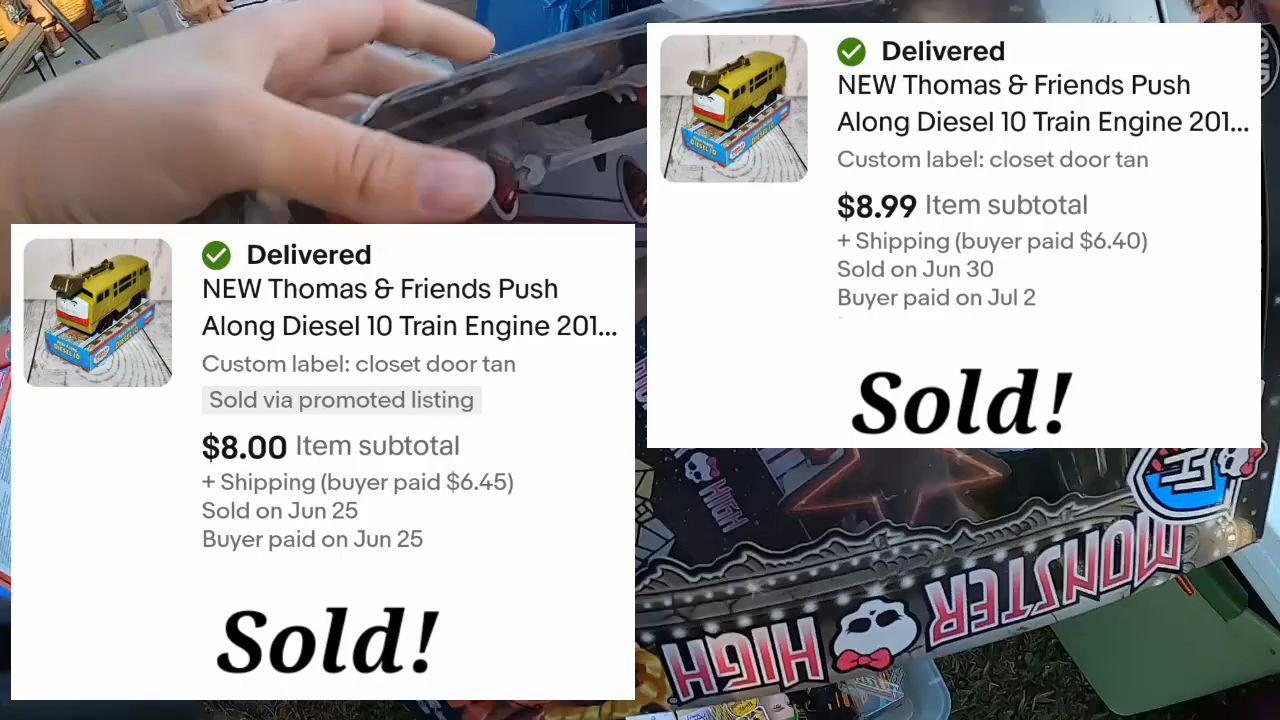 Delivered
NEW Thomas & Friends Push
Along Diesel 10 Train Engine 201...
Custom label: closet door tan
Sold via promoted listing
$8.00 Item subtotal
+ Shipping (buyer paid $6.45)
Sold on Jun 25
Buyer paid on Jun 25
Sold!
Delivered
NEW Thomas & Friends Push
Along Diesel 10 Train Engine 201...
Custom label: closet door tan
$8.99 Item subtotal
+ Shipping (buyer paid $6.40)
Sold on Jun 30
Buyer paid on Jul 2
Sold!
HIGH
MONSTER
HIGH
DIESEL 10
DIESEL 10